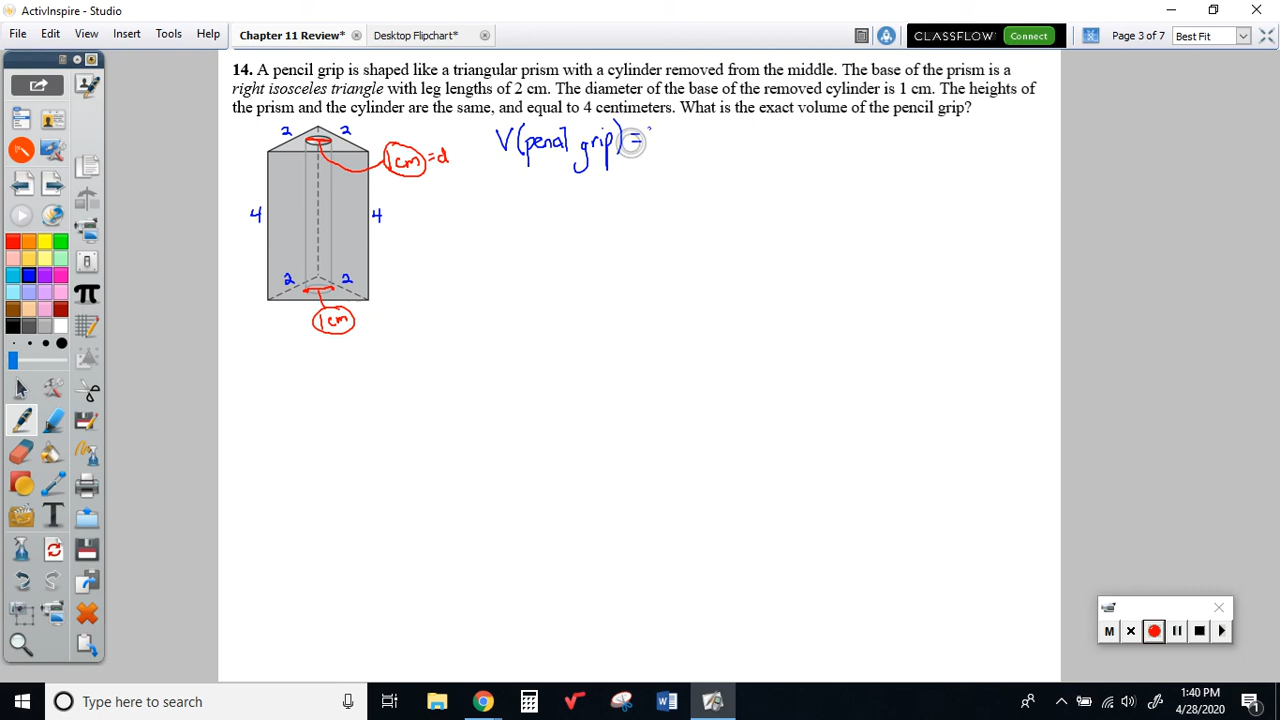 ActivInspire - Studio
File Edit View Insert Tools Help
Chapter 11 Review* Desktop Flipchart*
CLASSFLOW Connect
Page 3 of 7 Best Fit
14. A pencil grip is shaped like a triangular prism with a cylinder removed from the middle. The base of the prism is a
right isosceles triangle with leg lengths of 2 cm. The diameter of the base of the removed cylinder is 1 cm. The heights of
the prism and the cylinder are the same, and equal to 4 centimeters. What is the exact volume of the pencil grip?
2 2
V(pencil grip) =
1cm = d
4 4
2 2
1cm
M
Type here to search
1:40 PM
4/28/2020
1